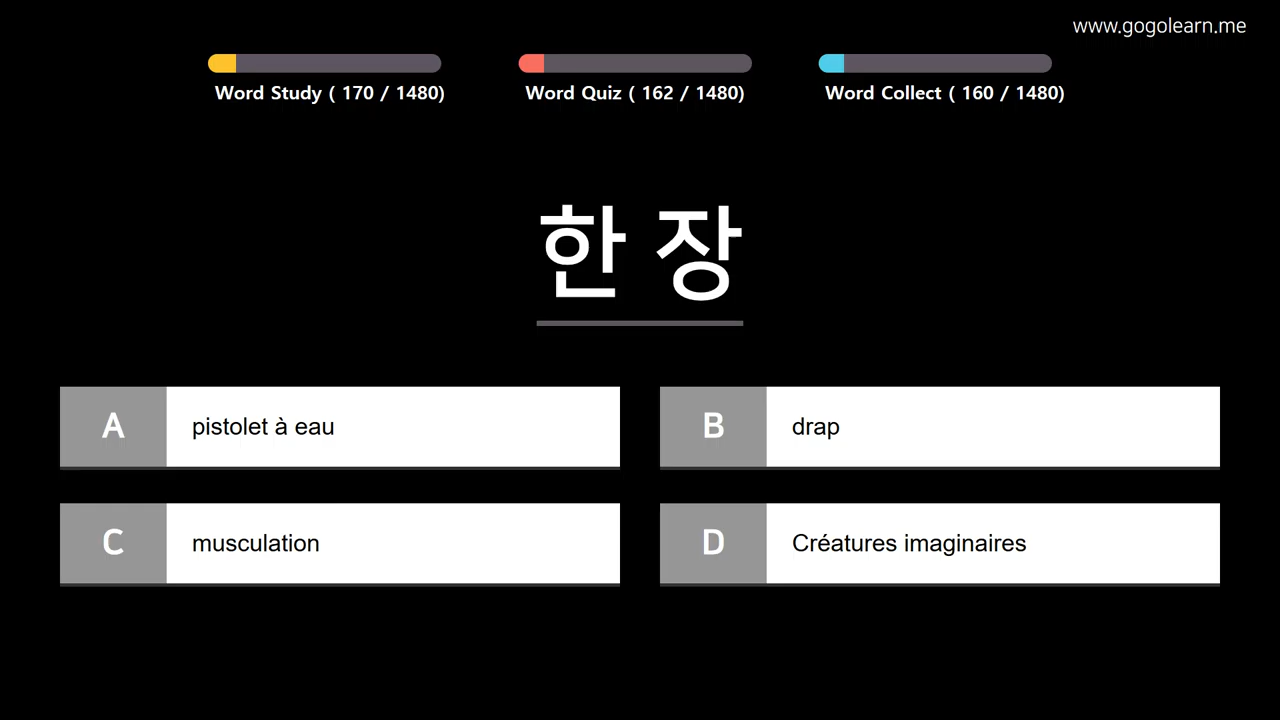 www.gogolearn.me
Word Study ( 170 / 1480)
Word Quiz ( 162 / 1480)
Word Collect ( 160 / 1480)
한 장
A pistolet à eau
B drap
C musculation
D Créatures imaginaires